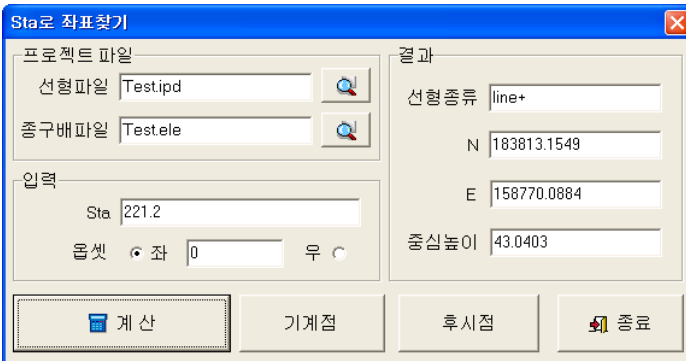 Sta로 좌표찾기
프로젝트 파일
선형파일 Test.ipd
종구배파일 Test.ele
입력
Sta 221.2
옵셋 좌 0 우
결과
선형종류 line+
N 183813.1549
E 158770.0884
중심높이 43.0403
계산 기계점 후시점 종료